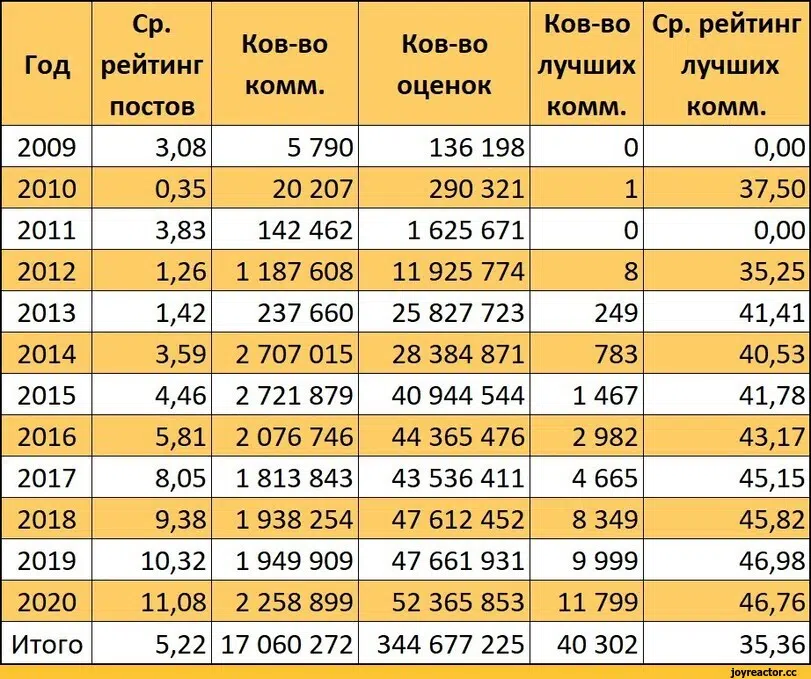 Год Ср. рейтинг постов Ков-во комм. Ков-во оценок Ков-во лучших комм. Ср. рейтинг лучших комм.
2009 3,08 5 790 136 198 0 0,00
2010 0,35 20 207 290 321 1 37,50
2011 3,83 142 462 1 625 671 0 0,00
2012 1,26 1 187 608 11 925 774 8 35,25
2013 1,42 237 660 25 827 723 249 41,41
2014 3,59 2 707 015 28 384 871 783 40,53
2015 4,46 2 721 879 40 944 544 1 467 41,78
2016 5,81 2 076 746 44 365 476 2 982 43,17
2017 8,05 1 813 843 43 536 411 4 665 45,15
2018 9,38 1 938 254 47 612 452 8 349 45,82
2019 10,32 1 949 909 47 661 931 9 999 46,98
2020 11,08 2 258 899 52 365 853 11 799 46,76
Итого 5,22 17 060 272 344 677 225 40 302 35,36
joyreactor.cc